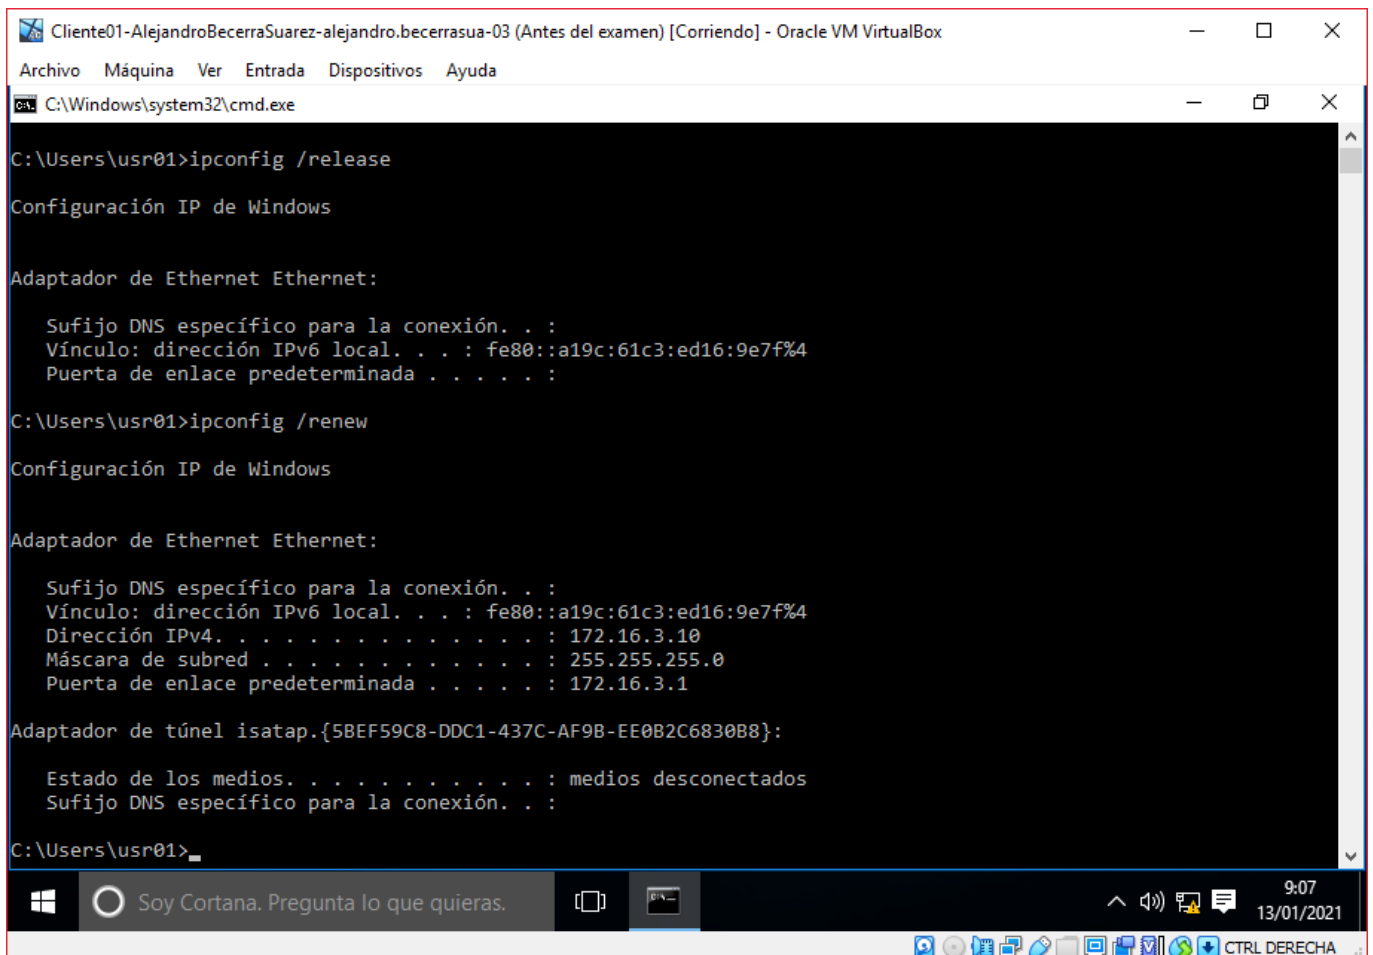 Cliente01-AlejandroBecerraSuarez-alejandro.becerrasua-03 (Antes del examen) [Corriendo] - Oracle VM VirtualBox
Archivo Máquina Ver Entrada Dispositivos Ayuda
C:\Windows\system32\cmd.exe
C:\Users\usr01>ipconfig /release
Configuración IP de Windows
Adaptador de Ethernet Ethernet:
Sufijo DNS específico para la conexión. . :
Vínculo: dirección IPv6 local. . . : fe80::a19c:61c3:ed16:9e7f%4
Puerta de enlace predeterminada . . . . . :
C:\Users\usr01>ipconfig /renew
Configuración IP de Windows
Adaptador de Ethernet Ethernet:
Sufijo DNS específico para la conexión. . :
Vínculo: dirección IPv6 local. . . : fe80::a19c:61c3:ed16:9e7f%4
Dirección IPv4. . . . . . . . . . . . . . : 172.16.3.10
Máscara de subred . . . . . . . . . . . . : 255.255.255.0
Puerta de enlace predeterminada . . . . . : 172.16.3.1
Adaptador de túnel isatap.{5BEF59C8-DDC1-437C-AF9B-EE0B2C6830B8}:
Estado de los medios. . . . . . . . . . . : medios desconectados
Sufijo DNS específico para la conexión. . :
C:\Users\usr01>
Soy Cortana. Pregunta lo que quieras.
9:07
13/01/2021
CTRL DERECHA